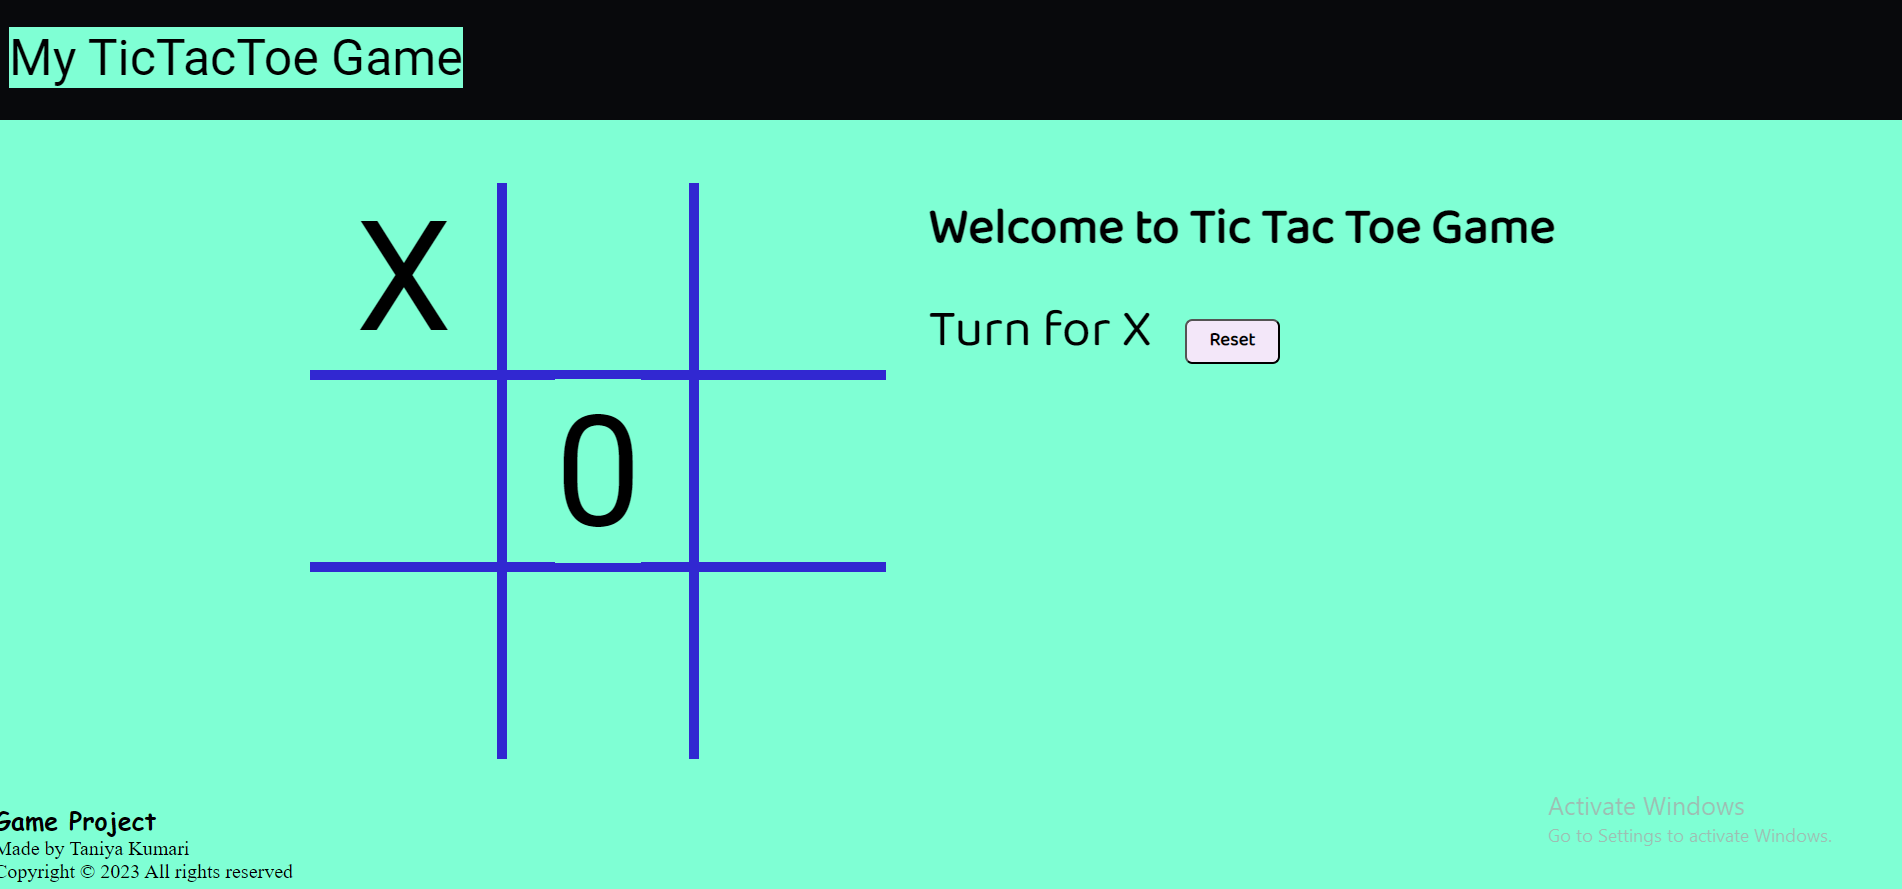 My TicTacToe Game
X
Welcome to Tic Tac Toe Game
Turn for X
Reset
0
Activate Windows
Go to Settings to activate Windows.
Game Project
Made by Taniya Kumari
Copyright © 2023 All rights reserved